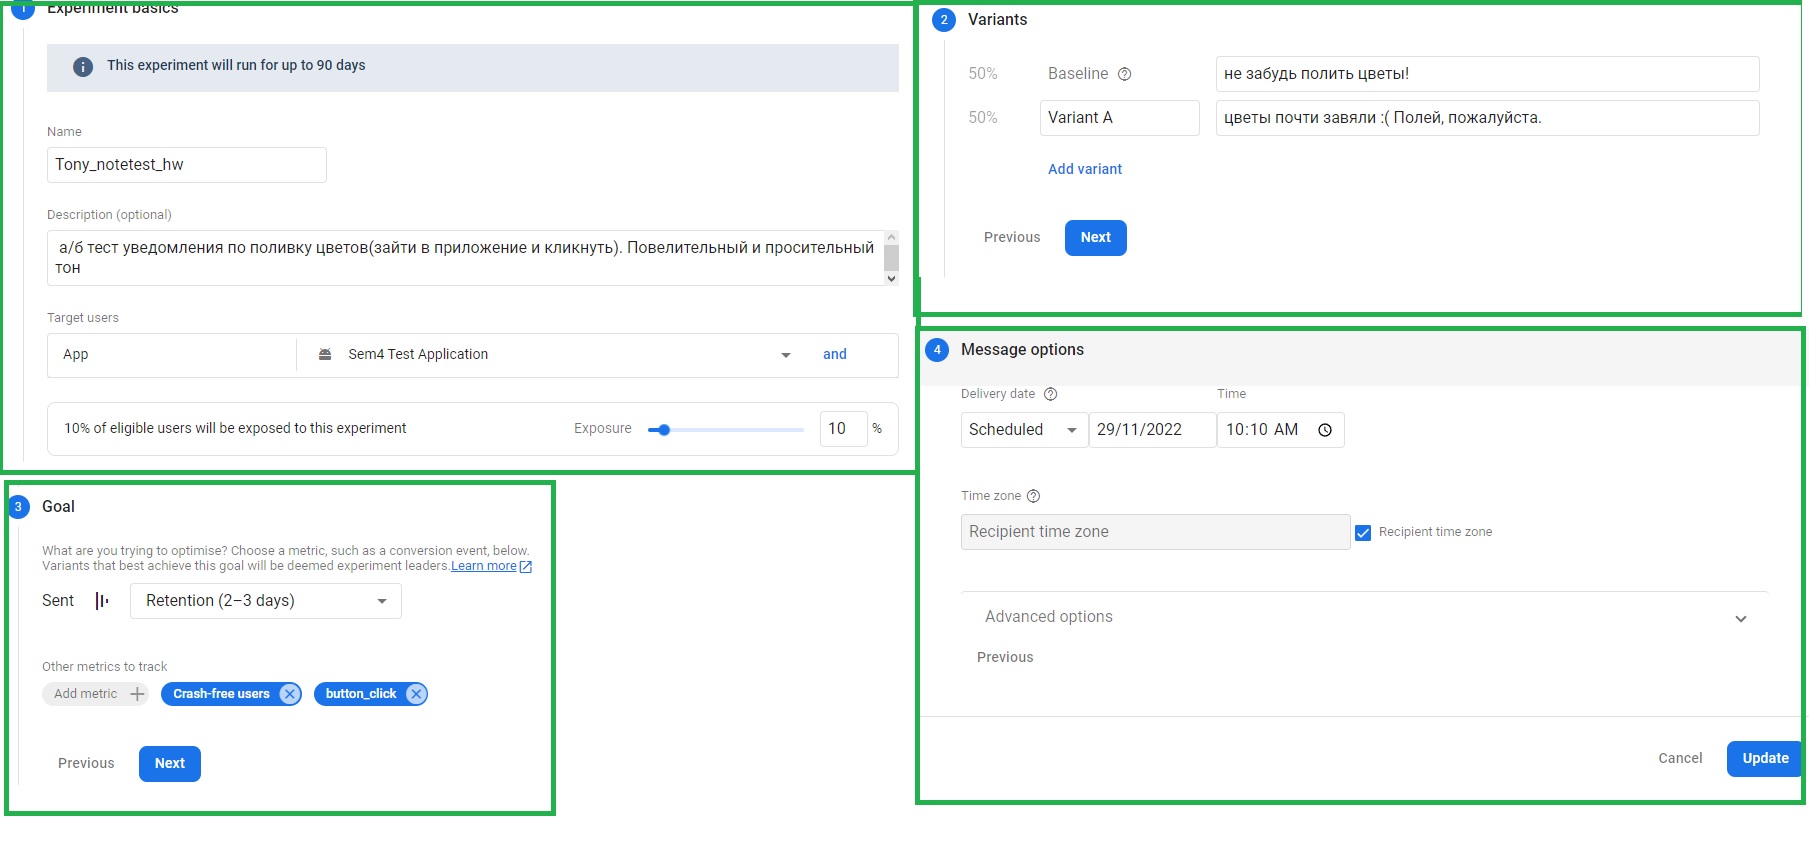 1 Experiment basics
This experiment will run for up to 90 days
Name
Tony_notetest_hw
Description (optional)
а/б тест уведомления по поливку цветов(зайти в приложение и кликнуть). Повелительный и просительный
тон
Target users
App Sem4 Test Application and
10% of eligible users will be exposed to this experiment Exposure 10 %
2 Variants
50% Baseline не забудь полить цветы!
50% Variant A цветы почти завяли :( Полей, пожалуйста.
Add variant
Previous Next
3 Goal
What are you trying to optimise? Choose a metric, such as a conversion event, below.
Variants that best achieve this goal will be deemed experiment leaders.Learn more
Sent Retention (2–3 days)
Other metrics to track
Add metric Crash-free users button_click
Previous Next
4 Message options
Delivery date Time
Scheduled 29/11/2022 10:10 AM
Time zone
Recipient time zone Recipient time zone
Advanced options
Previous
Cancel Update